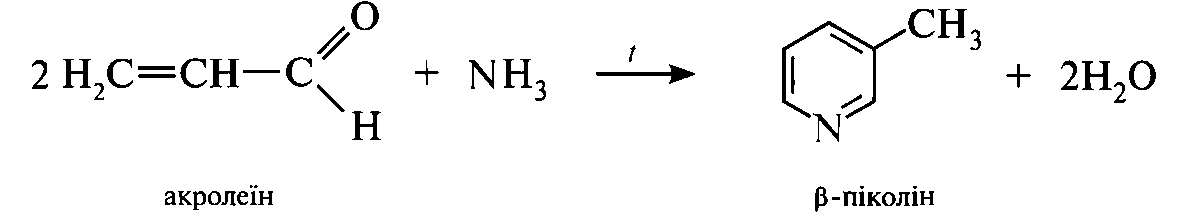 2 H₂C=CH—C O H + NH₃ t CH₃ N + 2H₂O
акролеїн β-піколін